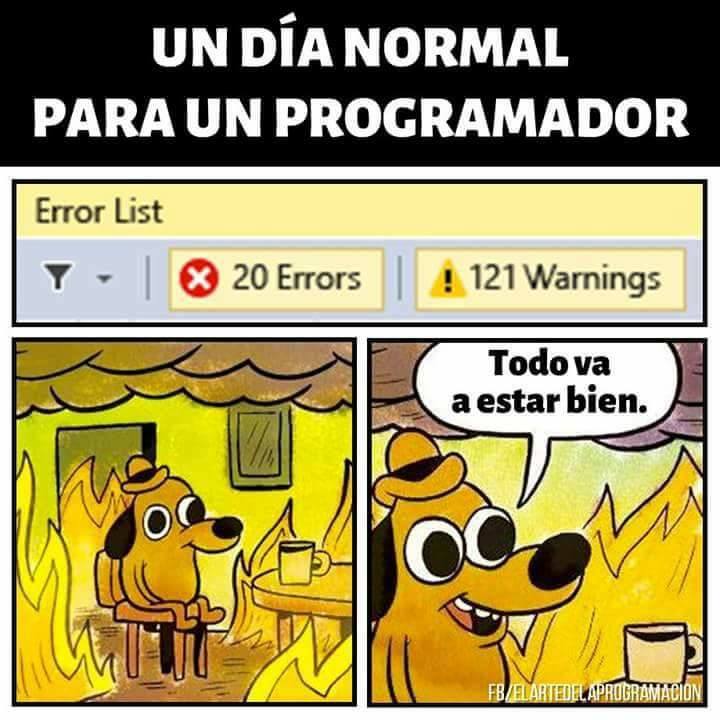 UN DÍA NORMAL
PARA UN PROGRAMADOR
Error List
20 Errors
121 Warnings
Todo va
a estar bien.
FB/ELARTEDELAPROGRAMACION